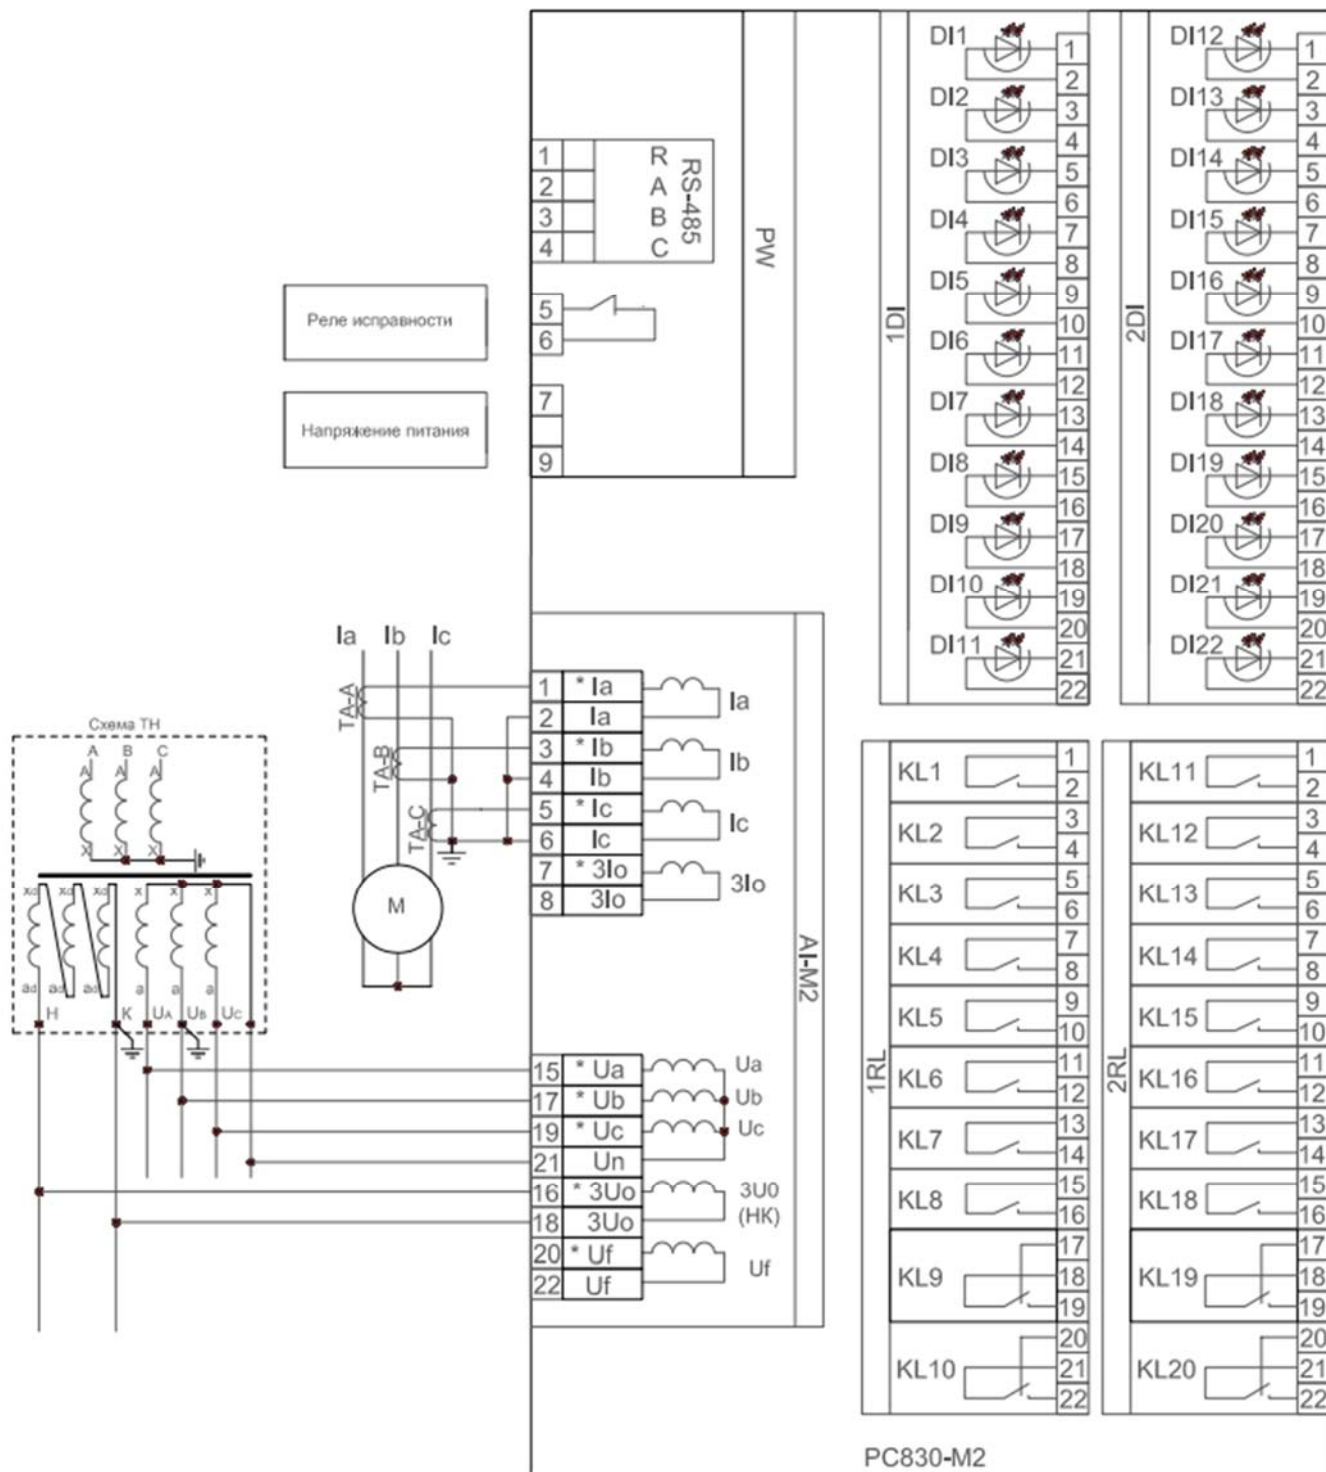 1 R
2 A
3 B
4 C
RS-485
PW
5
6
Реле исправности
7
9
Напряжение питания
1DI
DI1 1
2
DI2 3
4
DI3 5
6
DI4 7
8
DI5 9
10
DI6 11
12
DI7 13
14
DI8 15
16
DI9 17
18
DI10 19
20
DI11 21
22
2DI
DI12 1
2
DI13 3
4
DI14 5
6
DI15 7
8
DI16 9
10
DI17 11
12
DI18 13
14
DI19 15
16
DI20 17
18
DI21 19
20
DI22 21
22
Ia Ib Ic
TA-A
TA-B
TA-C
M
1 * Ia
2 Ia
Ia
3 * Ib
4 Ib
Ib
5 * Ic
6 Ic
Ic
7 * 3Io
8 3Io
3Io
AI-M2
Схема ТН
A B C
A A A
X X X
xd xd xd x x x
ad ad ad a a a
Н К UA UB UC
15 * Ua Ua
17 * Ub Ub
19 * Uc Uc
21 Un
16 * 3Uo 3U0
18 3Uo (НК)
20 * Uf
22 Uf
Uf
1RL
KL1 1
2
KL2 3
4
KL3 5
6
KL4 7
8
KL5 9
10
KL6 11
12
KL7 13
14
KL8 15
16
KL9 17
18
19
KL10 20
21
22
2RL
KL11 1
2
KL12 3
4
KL13 5
6
KL14 7
8
KL15 9
10
KL16 11
12
KL17 13
14
KL18 15
16
KL19 17
18
19
KL20 20
21
22
РС830-М2